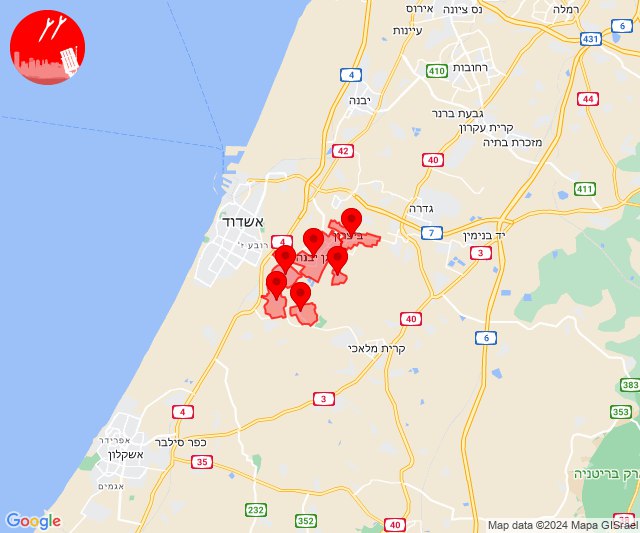 רמלה
נס ציונה
אירוס
עיינות
6
431
רחובות
410
4
יבנה
44
גבעת ברנר
קרית עקרון
מזכרת בתיה
42
40
411
גדרה
אשדוד
רובע ז'
4
7
יד בנימין
3
40
6
קרית מלאכי
383
353
3
4
אפרידר
כפר סילבר
אשקלון
35
אגמים
232
352
40
Google
Map data ©2024 Mapa GISrael